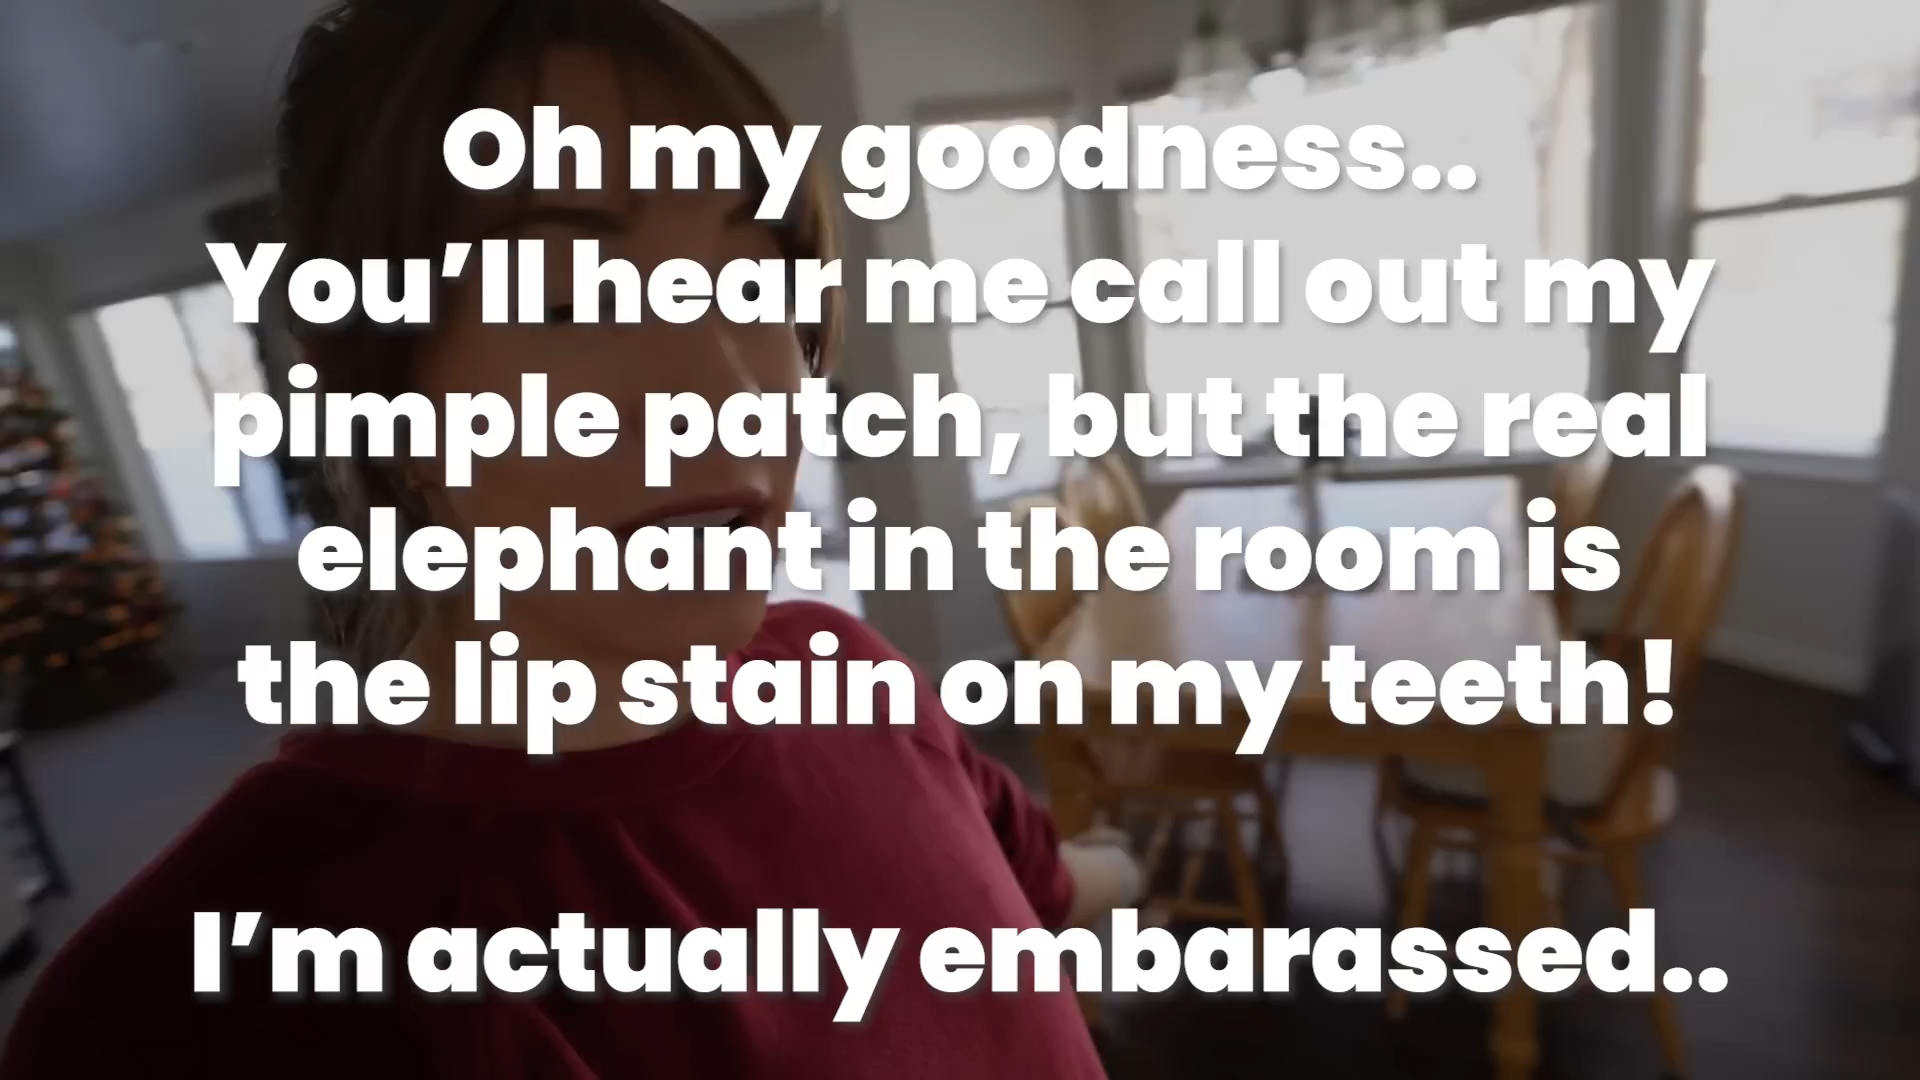 Oh my goodness..
You’ll hear me call out my
pimple patch, but the real
elephant in the room is
the lip stain on my teeth!
I’m actually embarassed..